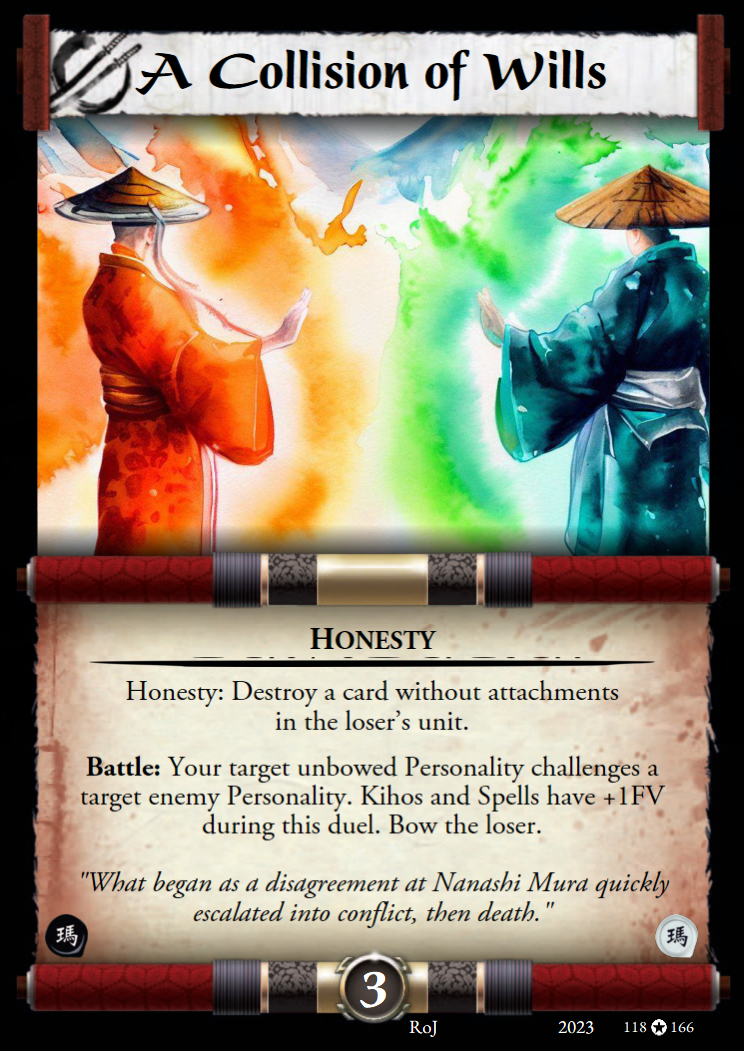 A Collision of Wills
HONESTY
Honesty: Destroy a card without attachments
in the loser's unit.
Battle: Your target unbowed Personality challenges a
target enemy Personality. Kihos and Spells have +1FV
during this duel. Bow the loser.
"What began as a disagreement at Nanashi Mura quickly
escalated into conflict, then death."
瑪
瑪
3
RoJ 2023 118 166